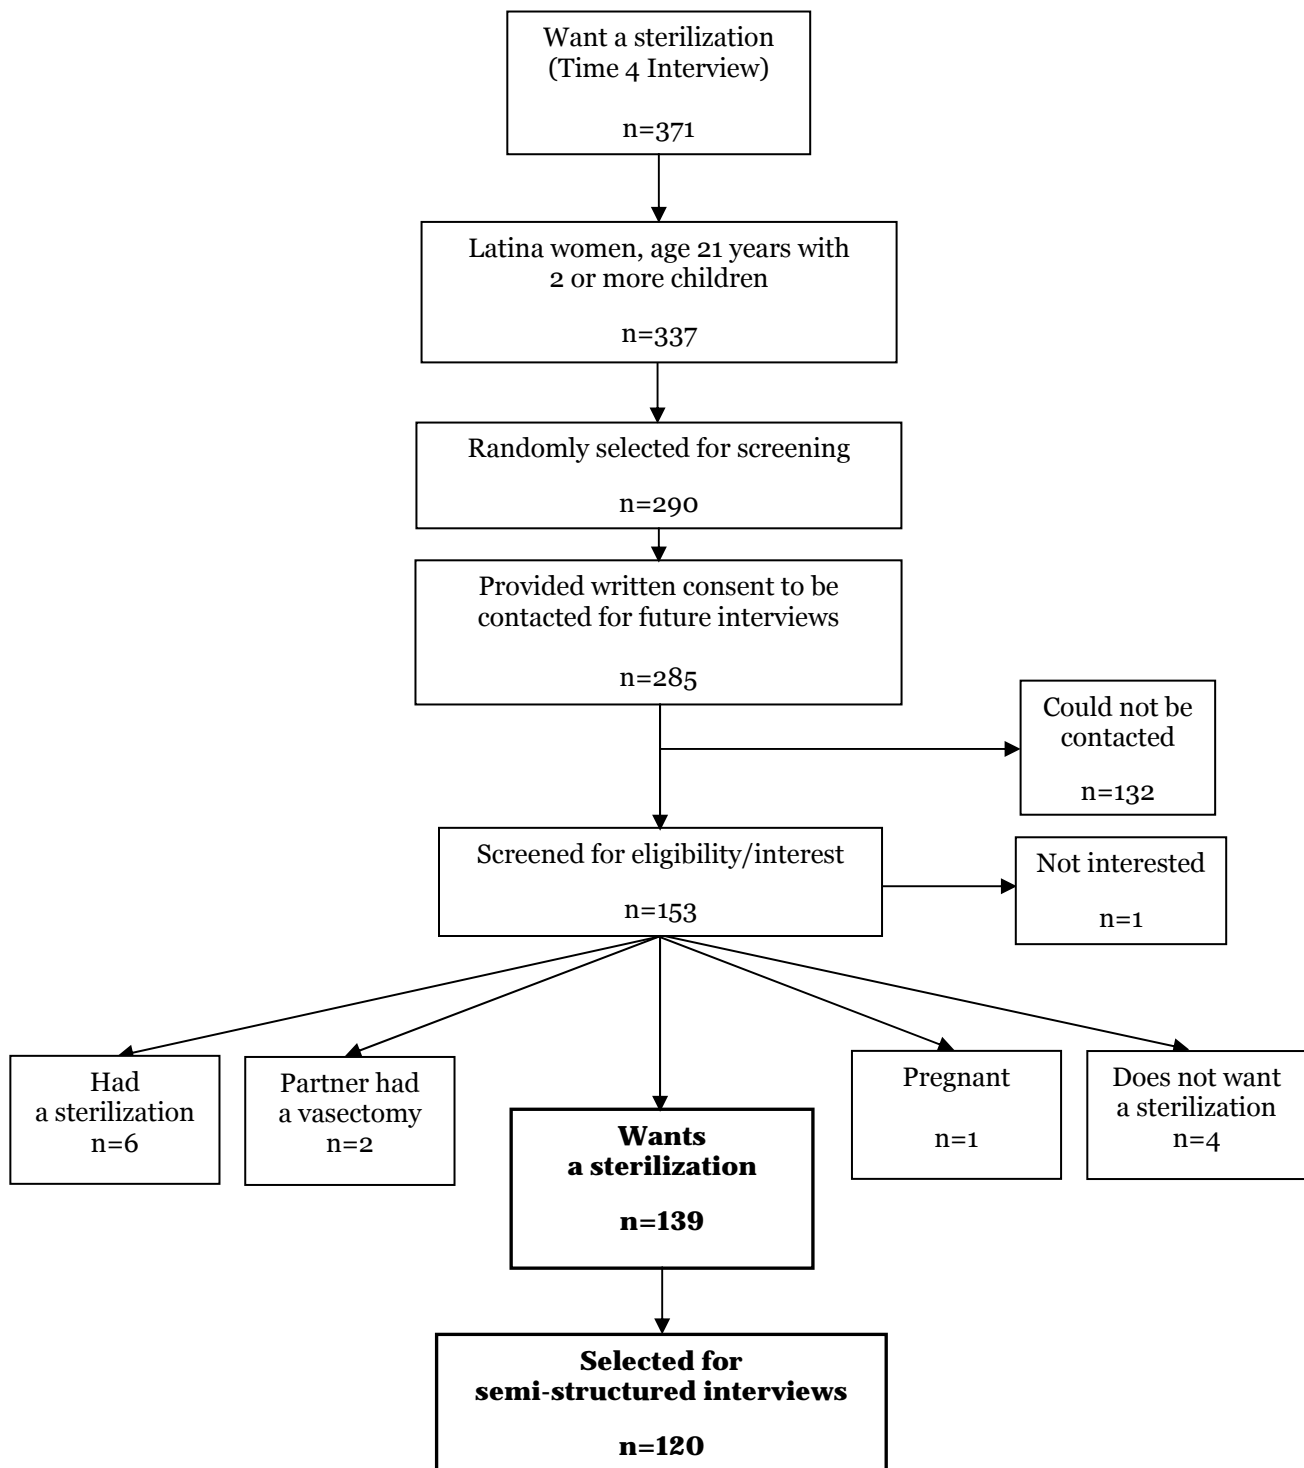 Want a sterilization
(Time 4 Interview)
n=371
Latina women, age 21 years with
2 or more children
n=337
Randomly selected for screening
n=290
Provided written consent to be
contacted for future interviews
n=285
Could not be
contacted
n=132
Screened for eligibility/interest
n=153
Not interested
n=1
Had
a sterilization
n=6
Partner had
a vasectomy
n=2
Wants
a sterilization
n=139
Pregnant
n=1
Does not want
a sterilization
n=4
Selected for
semi-structured interviews
n=120